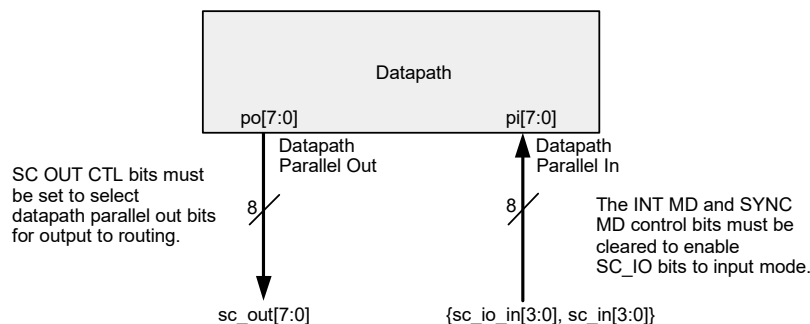 Datapath
po[7:0]
pi[7:0]
Datapath
Parallel Out
Datapath
Parallel In
SC OUT CTL bits must
be set to select
datapath parallel out bits
for output to routing.
8
8
The INT MD and SYNC
MD control bits must be
cleared to enable
SC_IO bits to input mode.
sc_out[7:0]
{sc_io_in[3:0], sc_in[3:0]}